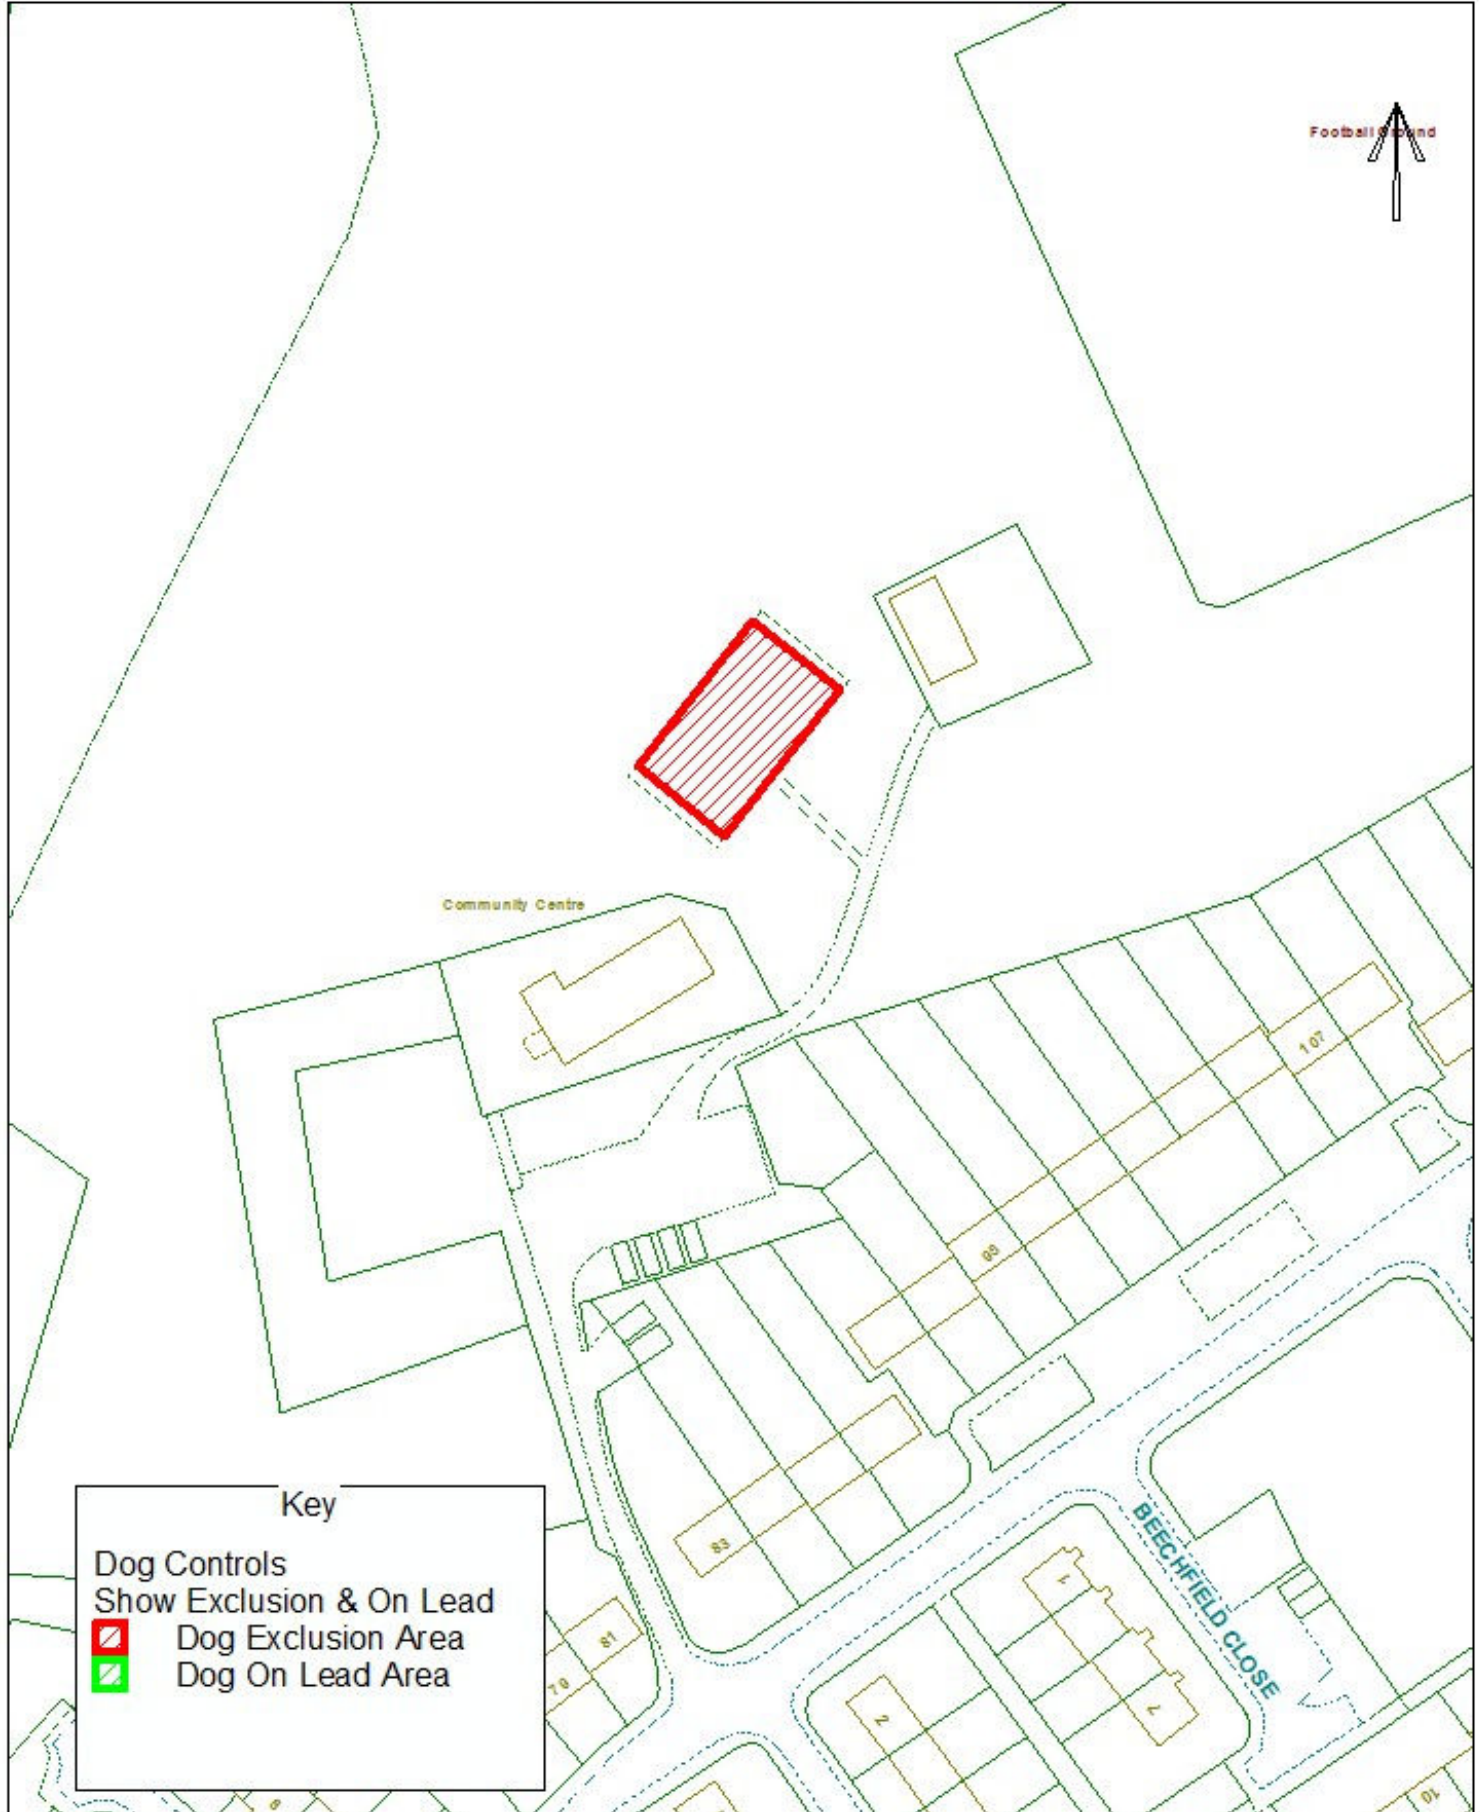 Football Ground
Community Centre
107
99
83
BEECHFIELD CLOSE
1
81
79
7
2
10
Key
Dog Controls
Show Exclusion & On Lead
Dog Exclusion Area
Dog On Lead Area